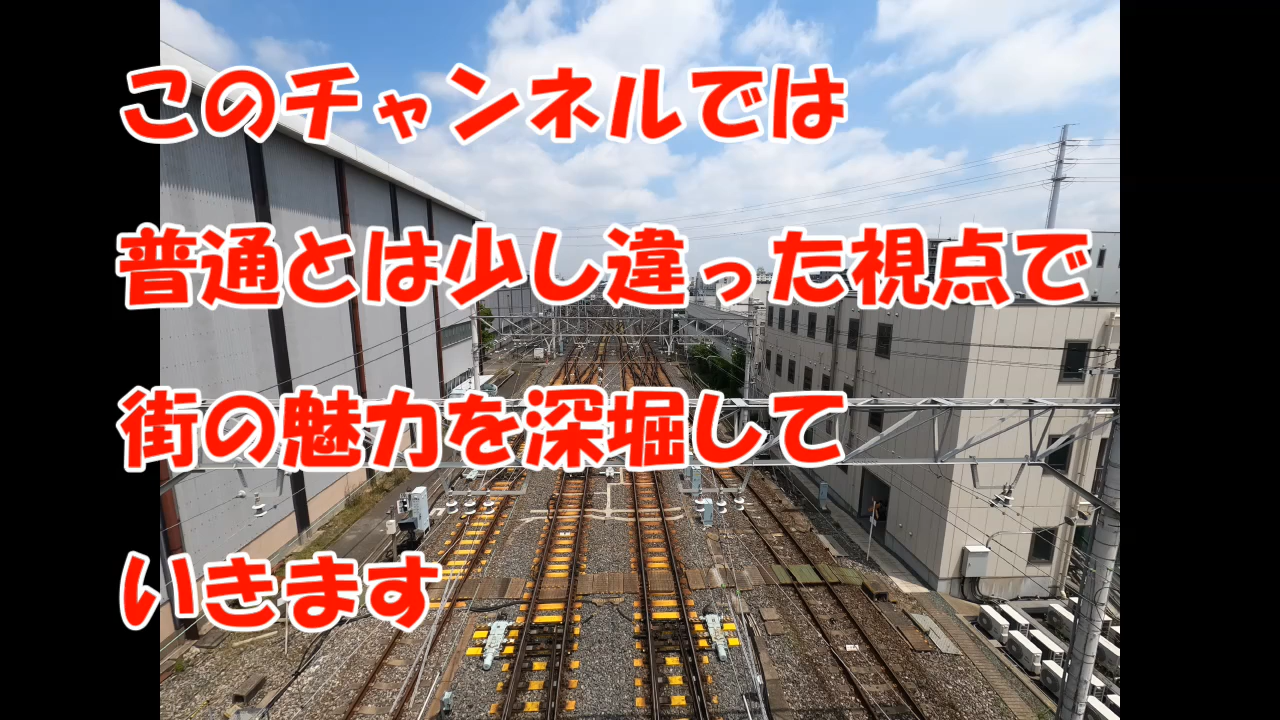 このチャンネルでは
普通とは少し違った視点で
街の魅力を深堀して
いきます